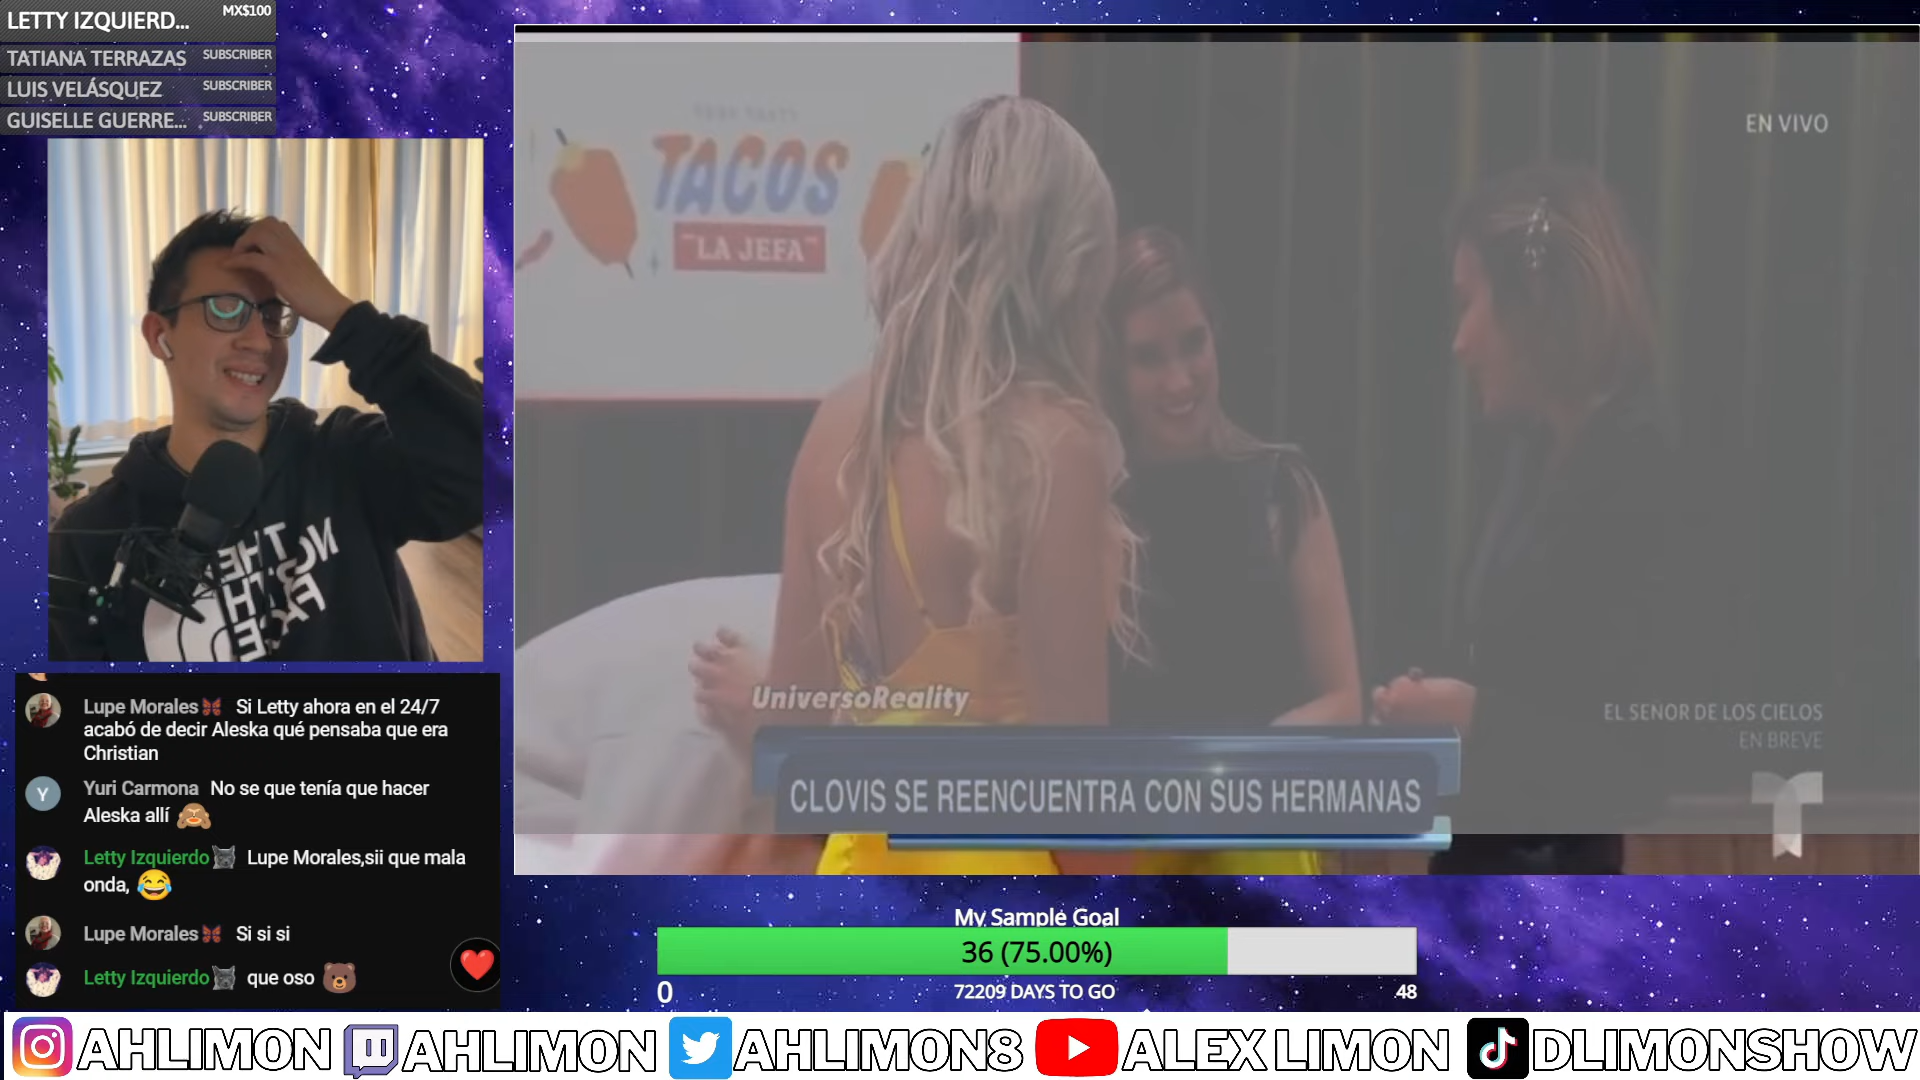 LETTY IZQUIERD...
MX$100
TATIANA TERRAZAS
SUBSCRIBER
LUIS VELÁSQUEZ
SUBSCRIBER
GUISELLE GUERRE...
SUBSCRIBER
TACOS
"LA JEFA"
EN VIVO
THE
NORTH
FACE
UniversoReality
EL SEÑOR DE LOS CIELOS
EN BREVE
CLOVIS SE REENCUENTRA CON SUS HERMANAS
Lupe Morales Si Letty ahora en el 24/7
acabó de decir Aleska qué pensaba que era
Christian
Y
Yuri Carmona No se que tenía que hacer
Aleska allí
Letty Izquierdo Lupe Morales,sii que mala
onda,
Lupe Morales Si si si
Letty Izquierdo que oso
My Sample Goal
36 (75.00%)
0
72209 DAYS TO GO
48
AHLIMON
AHLIMON
AHLIMON8
ALEX LIMON
DLIMONSHOW